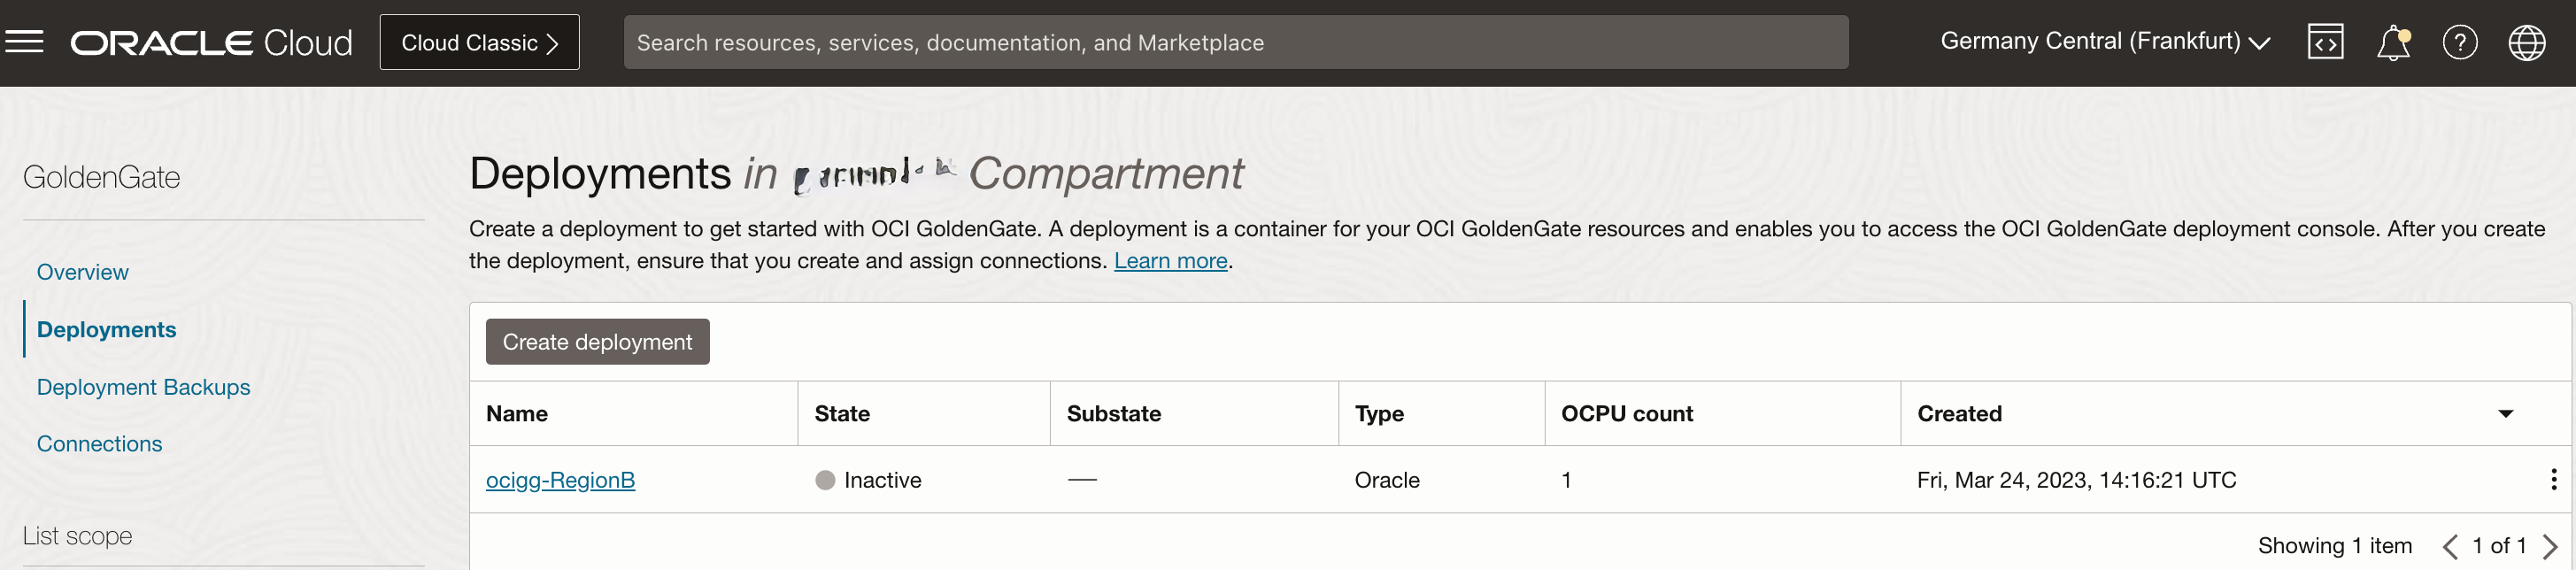 ORACLE Cloud
Cloud Classic
Search resources, services, documentation, and Marketplace
Germany Central (Frankfurt)
GoldenGate
Overview
Deployments
Deployment Backups
Connections
List scope
Deployments in Compartment
Create a deployment to get started with OCI GoldenGate. A deployment is a container for your OCI GoldenGate resources and enables you to access the OCI GoldenGate deployment console. After you create
the deployment, ensure that you create and assign connections. Learn more.
Create deployment
Name State Substate Type OCPU count Created
ocigg-RegionB Inactive — Oracle 1 Fri, Mar 24, 2023, 14:16:21 UTC
Showing 1 item 1 of 1